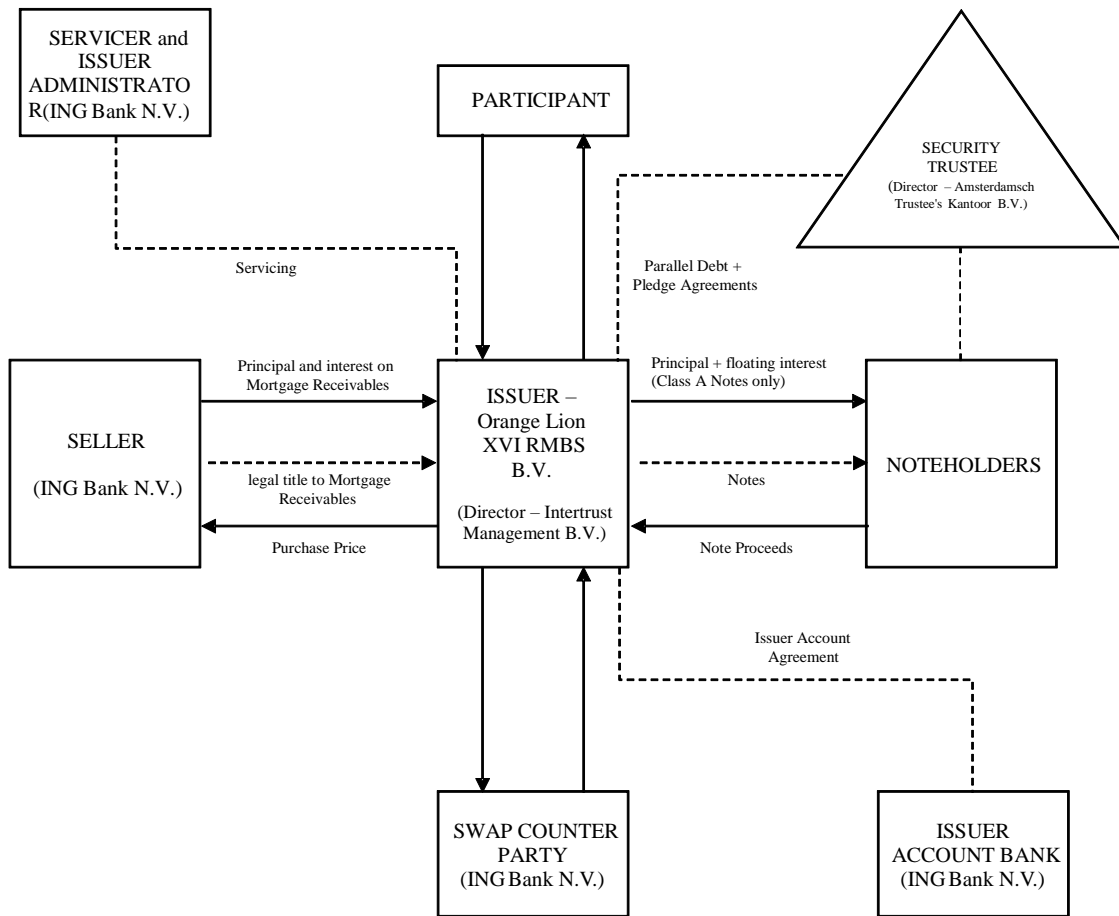 SERVICER and
ISSUER
ADMINISTRATO
R(ING Bank N.V.)
PARTICIPANT
SECURITY
TRUSTEE
(Director – Amsterdamsch
Trustee's Kantoor B.V.)
Servicing
Parallel Debt +
Pledge Agreements
Principal and interest on
Mortgage Receivables
Principal + floating interest
(Class A Notes only)
SELLER
(ING Bank N.V.)
ISSUER –
Orange Lion
XVI RMBS
B.V.
(Director – Intertrust
Management B.V.)
NOTEHOLDERS
legal title to Mortgage
Receivables
Notes
Purchase Price
Note Proceeds
Issuer Account
Agreement
SWAP COUNTER
PARTY
(ING Bank N.V.)
ISSUER
ACCOUNT BANK
(ING Bank N.V.)